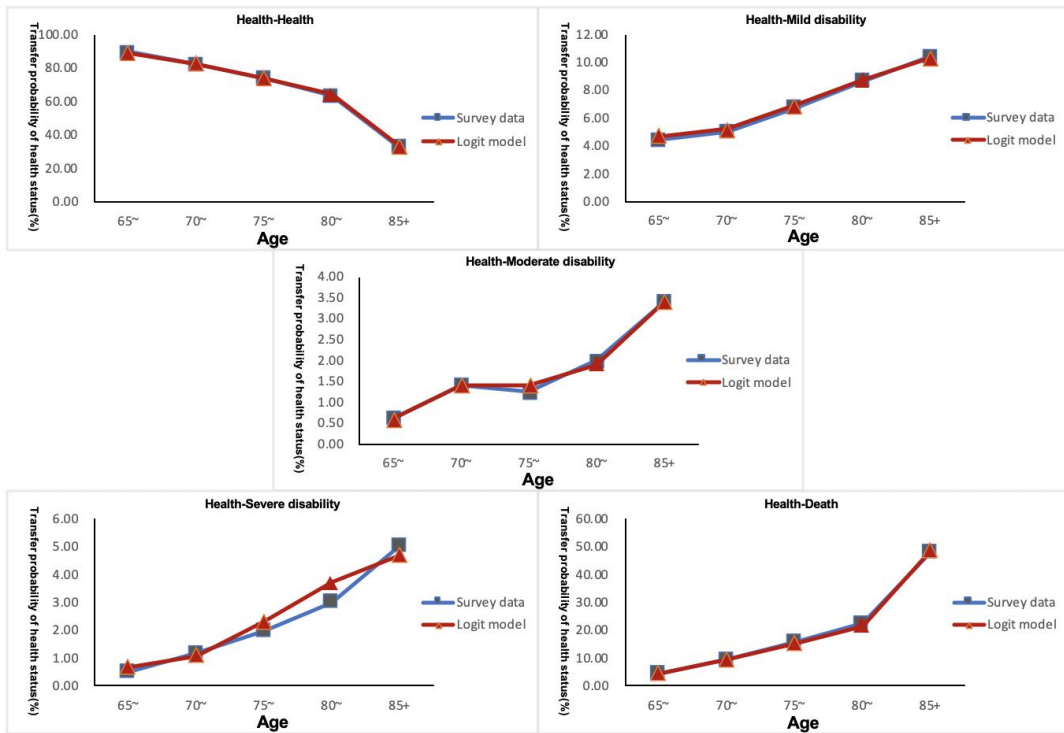 Health-Health
Transfer probability of health status(%)
100.00
80.00
60.00
40.00
20.00
0.00
65~ 70~ 75~ 80~ 85+
Age
Survey data
Logit model
Health-Mild disability
Transfer probability of health status(%)
12.00
10.00
8.00
6.00
4.00
2.00
0.00
65~ 70~ 75~ 80~ 85+
Age
Survey data
Logit model
Health-Moderate disability
Transfer probability of health status(%)
4.00
3.50
3.00
2.50
2.00
1.50
1.00
0.50
0.00
65~ 70~ 75~ 80~ 85+
Age
Survey data
Logit model
Health-Severe disability
Transfer probability of health status(%)
6.00
5.00
4.00
3.00
2.00
1.00
0.00
65~ 70~ 75~ 80~ 85+
Age
Survey data
Logit model
Health-Death
Transfer probability of health status(%)
60.00
50.00
40.00
30.00
20.00
10.00
0.00
65~ 70~ 75~ 80~ 85+
Age
Survey data
Logit model